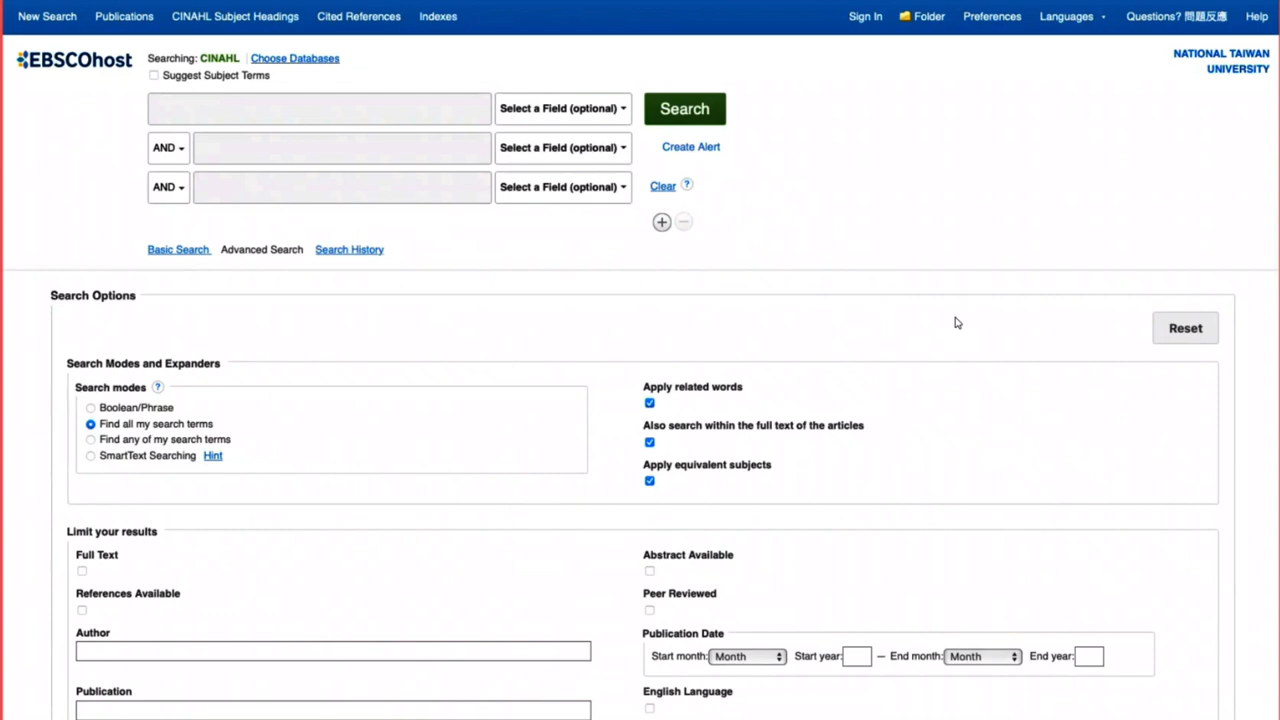 New Search Publications CINAHL Subject Headings Cited References Indexes Sign In Folder Preferences Languages Questions? 問題反應 Help
EBSCOhost Searching: CINAHL Choose Databases NATIONAL TAIWAN UNIVERSITY
Suggest Subject Terms
Select a Field (optional) Search
AND Select a Field (optional) Create Alert
AND Select a Field (optional) Clear ?
Basic Search Advanced Search Search History
Search Options
Reset
Search Modes and Expanders
Search modes ?
Boolean/Phrase
Find all my search terms
Find any of my search terms
SmartText Searching Hint
Apply related words
Also search within the full text of the articles
Apply equivalent subjects
Limit your results
Full Text
Abstract Available
References Available
Peer Reviewed
Author
Publication Date
Start month: Month Start year: – End month: Month End year:
Publication
English Language